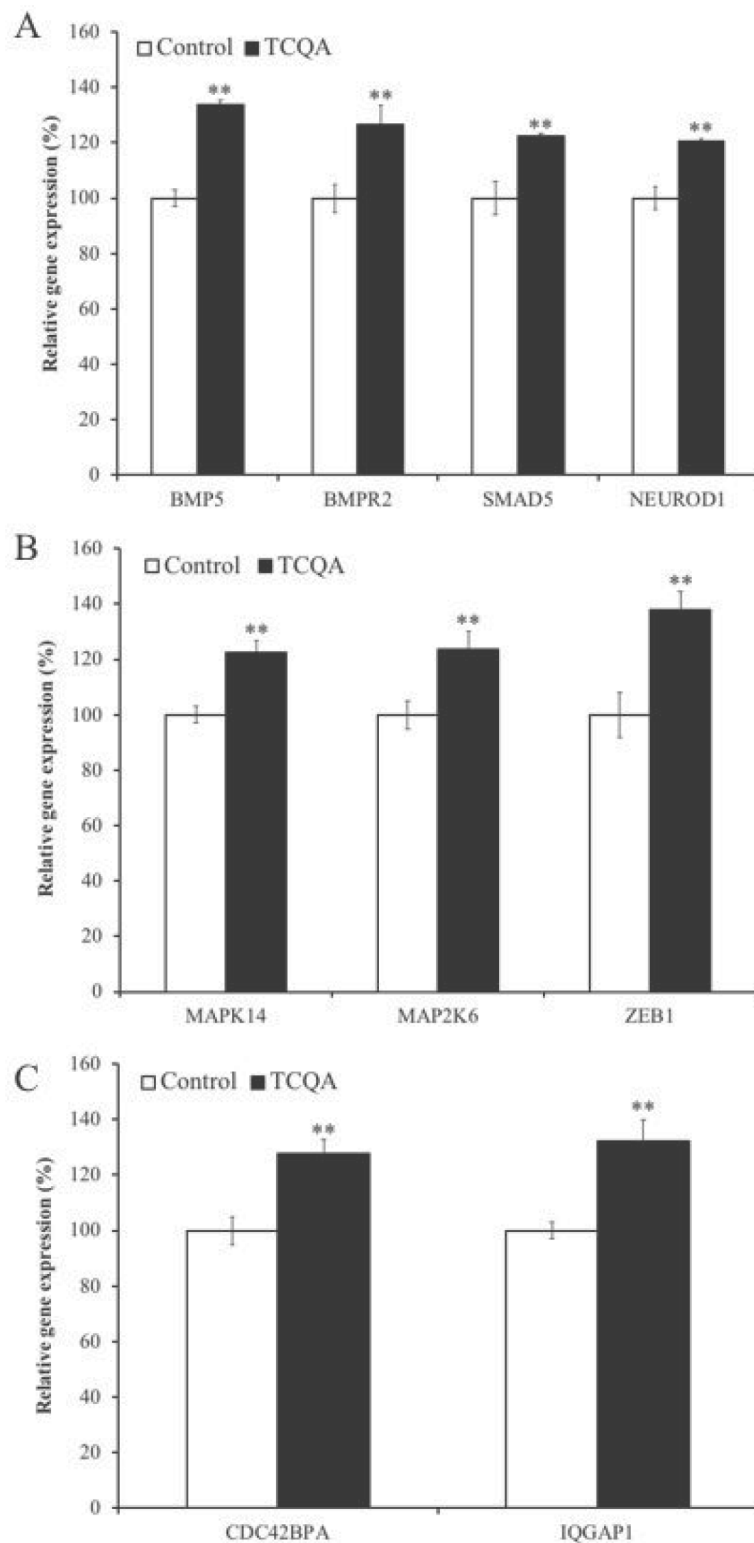 A
160
140
120
100
80
60
40
20
0
Relative gene expression (%)
Control TCQA
** ** ** **
BMP5 BMPR2 SMAD5 NEUROD1
B
160
140
120
100
80
60
40
20
0
Relative gene expression (%)
Control TCQA
** ** **
MAPK14 MAP2K6 ZEB1
C
160
140
120
100
80
60
40
20
0
Relative gene expression (%)
Control TCQA
** **
CDC42BPA IQGAP1